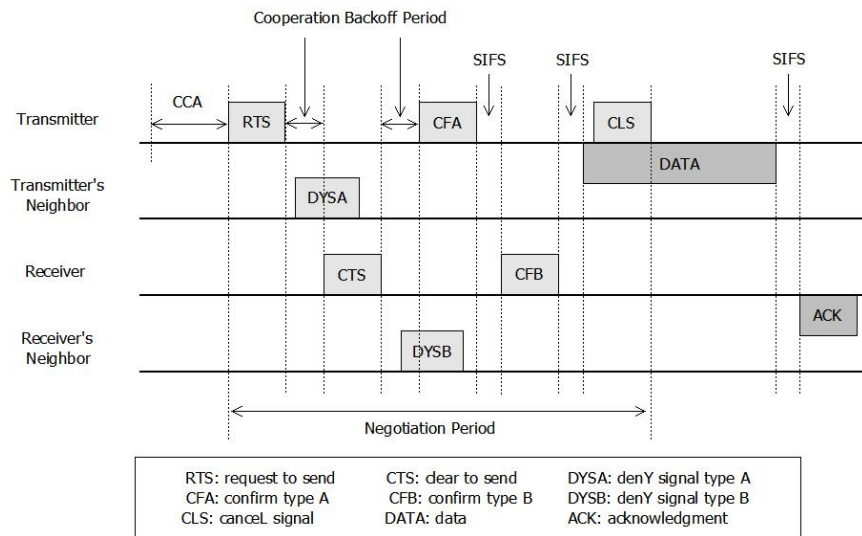 Cooperation Backoff Period
SIFS SIFS SIFS
CCA
Transmitter RTS CFA CLS
DATA
Transmitter's
Neighbor
DYSA
Receiver CTS CFB
ACK
Receiver's
Neighbor
DYSB
Negotiation Period
RTS: request to send CTS: clear to send DYSA: denY signal type A
CFA: confirm type A CFB: confirm type B DYSB: denY signal type B
CLS: canceL signal DATA: data ACK: acknowledgment